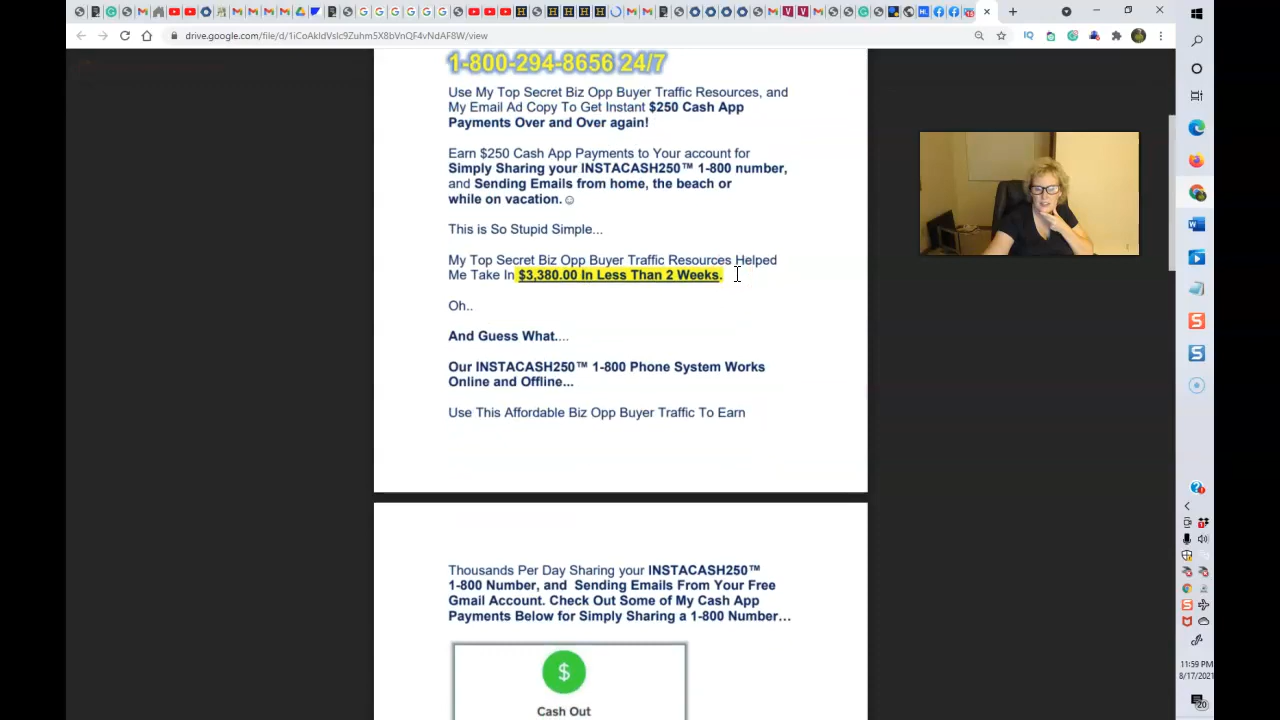 drive.google.com/file/d/1iCoAkIdVslc9Zuhm5X8bVnQF4vNdAF8W/view
1-800-294-8656 24/7
Use My Top Secret Biz Opp Buyer Traffic Resources, and
My Email Ad Copy To Get Instant $250 Cash App
Payments Over and Over again!
Earn $250 Cash App Payments to Your account for
Simply Sharing your INSTACASH250™ 1-800 number,
and Sending Emails from home, the beach or
while on vacation.☺
This is So Stupid Simple...
My Top Secret Biz Opp Buyer Traffic Resources Helped
Me Take In $3,380.00 In Less Than 2 Weeks.
Oh..
And Guess What....
Our INSTACASH250™ 1-800 Phone System Works
Online and Offline...
Use This Affordable Biz Opp Buyer Traffic To Earn
Thousands Per Day Sharing your INSTACASH250™
1-800 Number, and Sending Emails From Your Free
Gmail Account. Check Out Some of My Cash App
Payments Below for Simply Sharing a 1-800 Number...
$
Cash Out
11:59 PM
8/17/2021
20